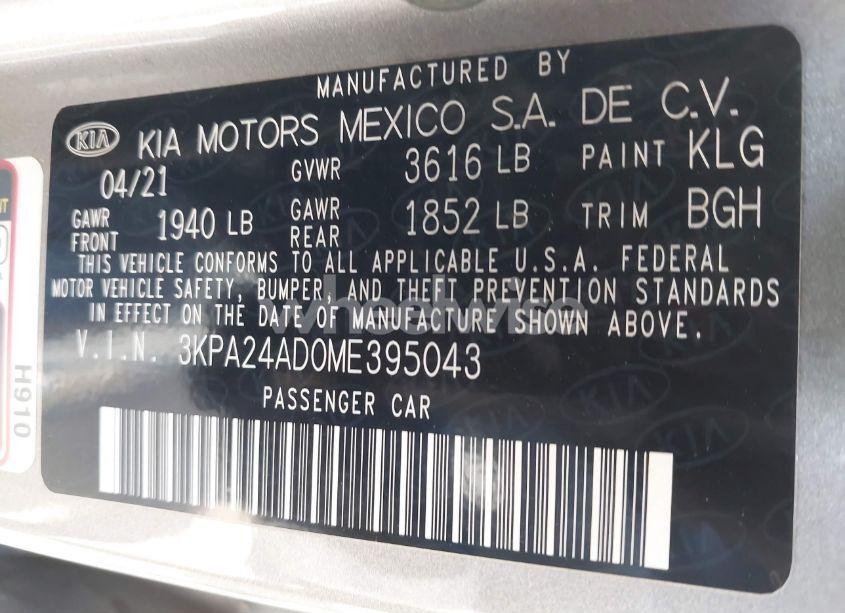 MANUFACTURED BY
KIA KIA MOTORS MEXICO S.A. DE C.V.
04/21 GVWR 3616 LB PAINT KLG
GAWR FRONT 1940 LB GAWR REAR 1852 LB TRIM BGH
THIS VEHICLE CONFORMS TO ALL APPLICABLE U.S.A. FEDERAL
MOTOR VEHICLE SAFETY, BUMPER, AND THEFT PREVENTION STANDARDS
IN EFFECT ON THE DATE OF MANUFACTURE SHOWN ABOVE.
V.I.N. 3KPA24AD0ME395043
PASSENGER CAR
H910